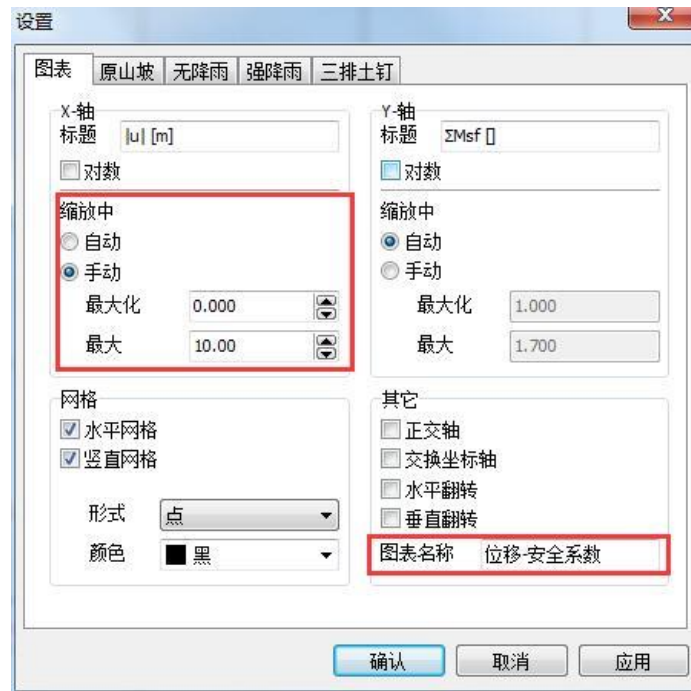 设置
图表 原山坡 无降雨 强降雨 三排土钉
X-轴
标题 |u| [m]
对数
缩放中
自动
手动
最大化 0.000
最大 10.00
Y-轴
标题 ΣMsf []
对数
缩放中
自动
手动
最大化 1.000
最大 1.700
网格
水平网格
竖直网格
形式 点
颜色 黑
其它
正交轴
交换坐标轴
水平翻转
垂直翻转
图表名称 位移-安全系数
确认 取消 应用